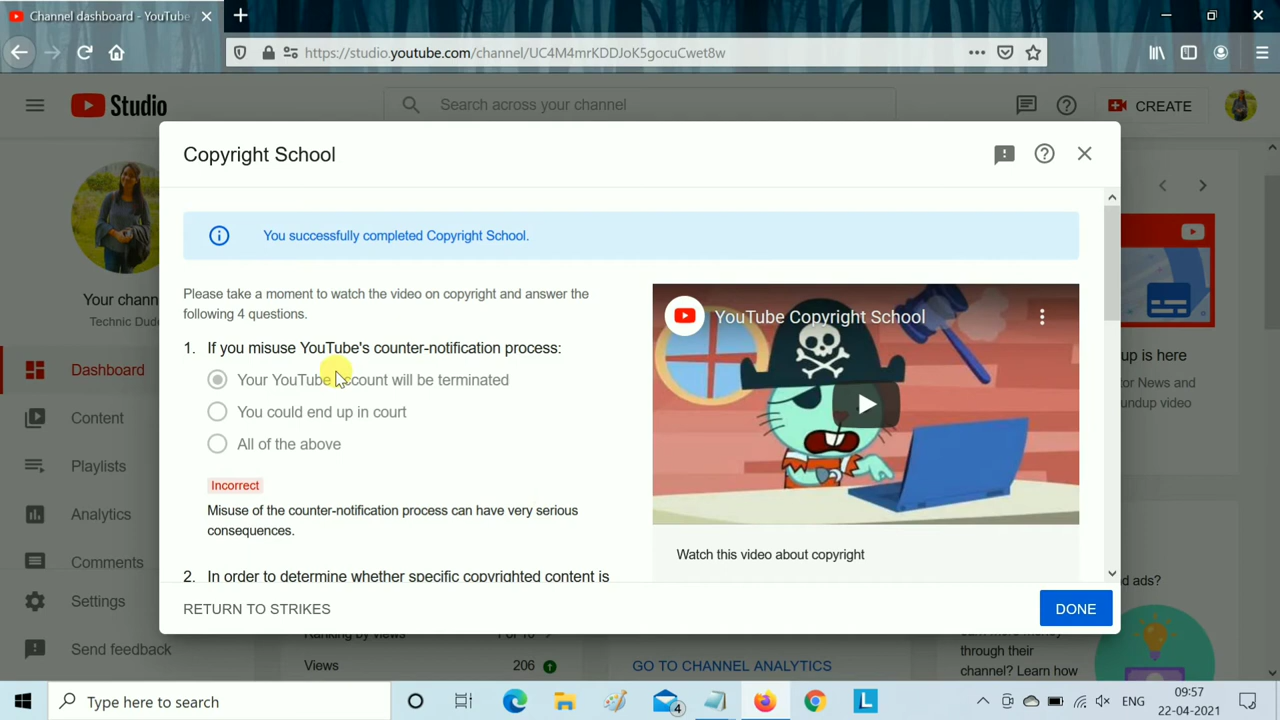 Channel dashboard - YouTube
https://studio.youtube.com/channel/UC4M4mrKDDJoK5gocuCwet8w
Studio
Search across your channel
CREATE
Copyright School
You successfully completed Copyright School.
Please take a moment to watch the video on copyright and answer the
following 4 questions.
1. If you misuse YouTube's counter-notification process:
Your YouTube account will be terminated
You could end up in court
All of the above
Incorrect
Misuse of the counter-notification process can have very serious
consequences.
2. In order to determine whether specific copyrighted content is
YouTube Copyright School
Watch this video about copyright
RETURN TO STRIKES
DONE
Your chann
Technic Dud
Dashboard
Content
Playlists
Analytics
Comments
Settings
Send feedback
up is here
tor News and
undup video
nd ads?
through their
channel? Learn how
Ranking by views
Views
206
GO TO CHANNEL ANALYTICS
Type here to search
4
L
ENG
09:57
22-04-2021